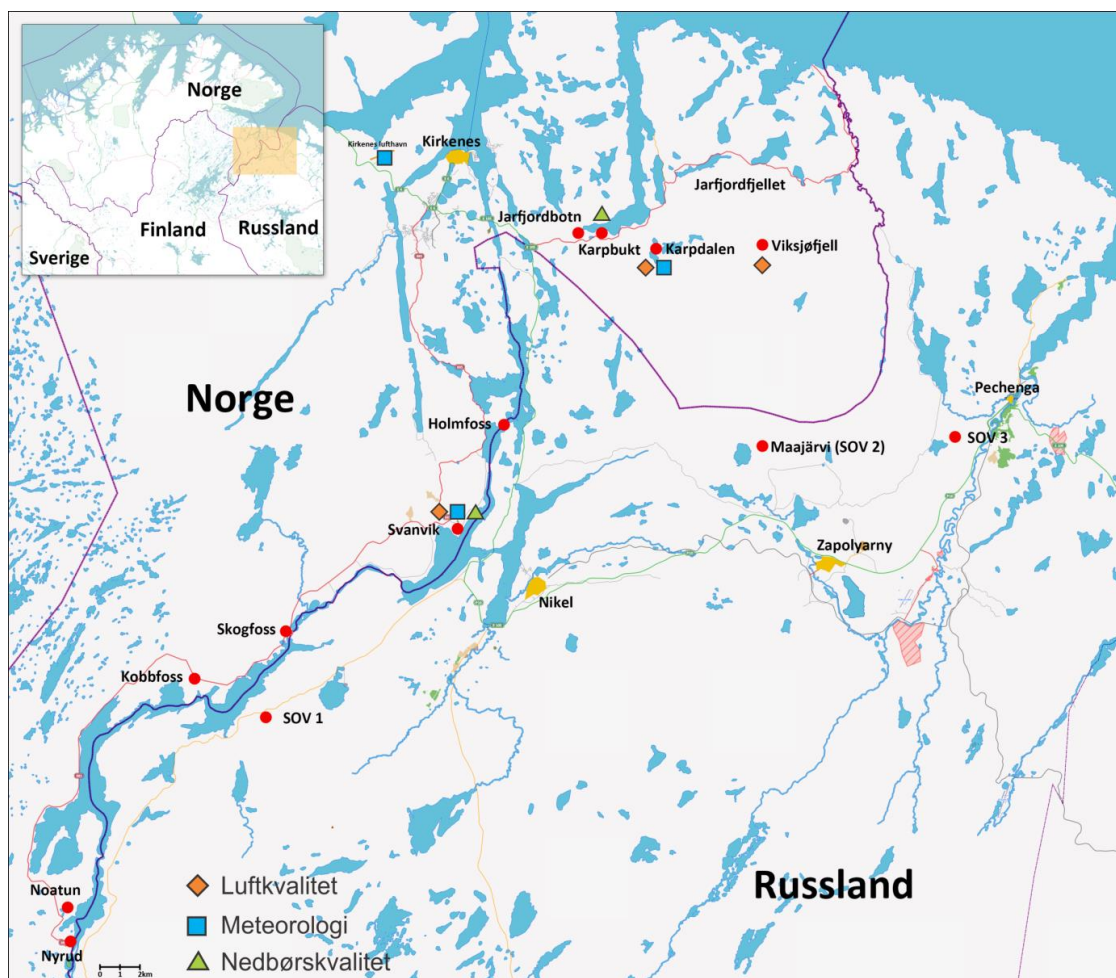 Norge
Finland
Russland
Sverige
Kirkenes lufthavn
Kirkenes
Jarfjordfjellet
Jarfjordbotn
Karpbukt
Karpdalen
Viksjøfjell
Norge
Pechenga
Holmfoss
Maajärvi (SOV 2)
SOV 3
Svanvik
Zapolyarny
Nikel
Skogfoss
Kobbfoss
SOV 1
Russland
Noatun
Nyrud
Luftkvalitet
Meteorologi
Nedbørskvalitet
0 1 2km